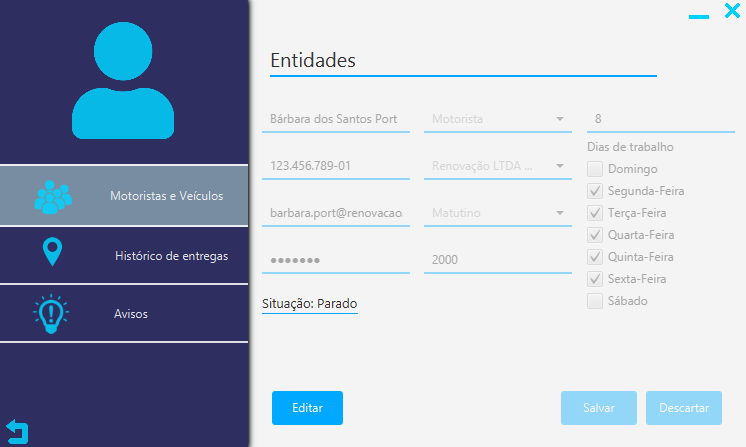 Entidades
Bárbara dos Santos Port
Motorista
8
123.456.789-01
Renovação LTDA ...
barbara.port@renovacao
Matutino
●●●●●●●
2000
Situação: Parado
Dias de trabalho
Domingo
Segunda-Feira
Terça-Feira
Quarta-Feira
Quinta-Feira
Sexta-Feira
Sábado
Motoristas e Veículos
Histórico de entregas
Avisos
Editar
Salvar
Descartar